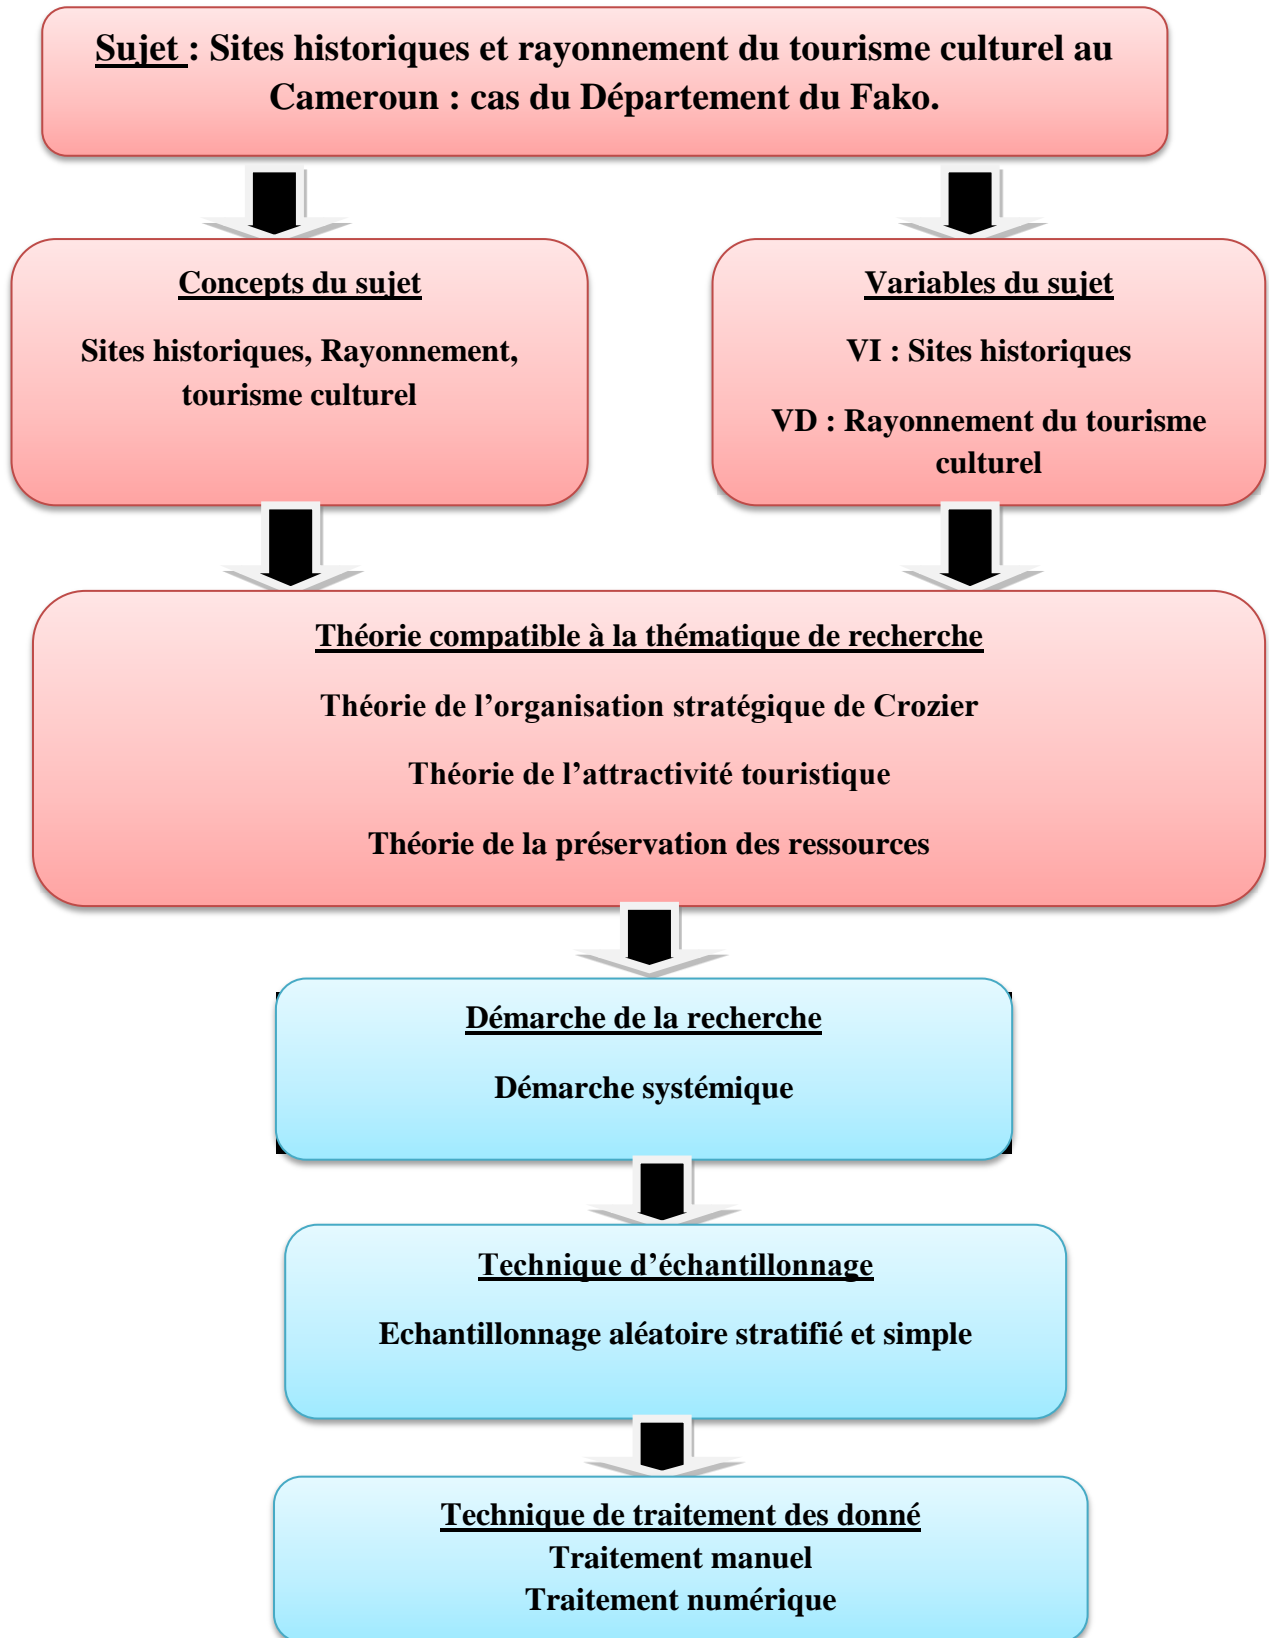 Sujet : Sites historiques et rayonnement du tourisme culturel au
Cameroun : cas du Département du Fako.
Concepts du sujet
Sites historiques, Rayonnement,
tourisme culturel
Variables du sujet
VI : Sites historiques
VD : Rayonnement du tourisme
culturel
Théorie compatible à la thématique de recherche
Théorie de l’organisation stratégique de Crozier
Théorie de l’attractivité touristique
Théorie de la préservation des ressources
Démarche de la recherche
Démarche systémique
Technique d’échantillonnage
Echantillonnage aléatoire stratifié et simple
Technique de traitement des donné
Traitement manuel
Traitement numérique